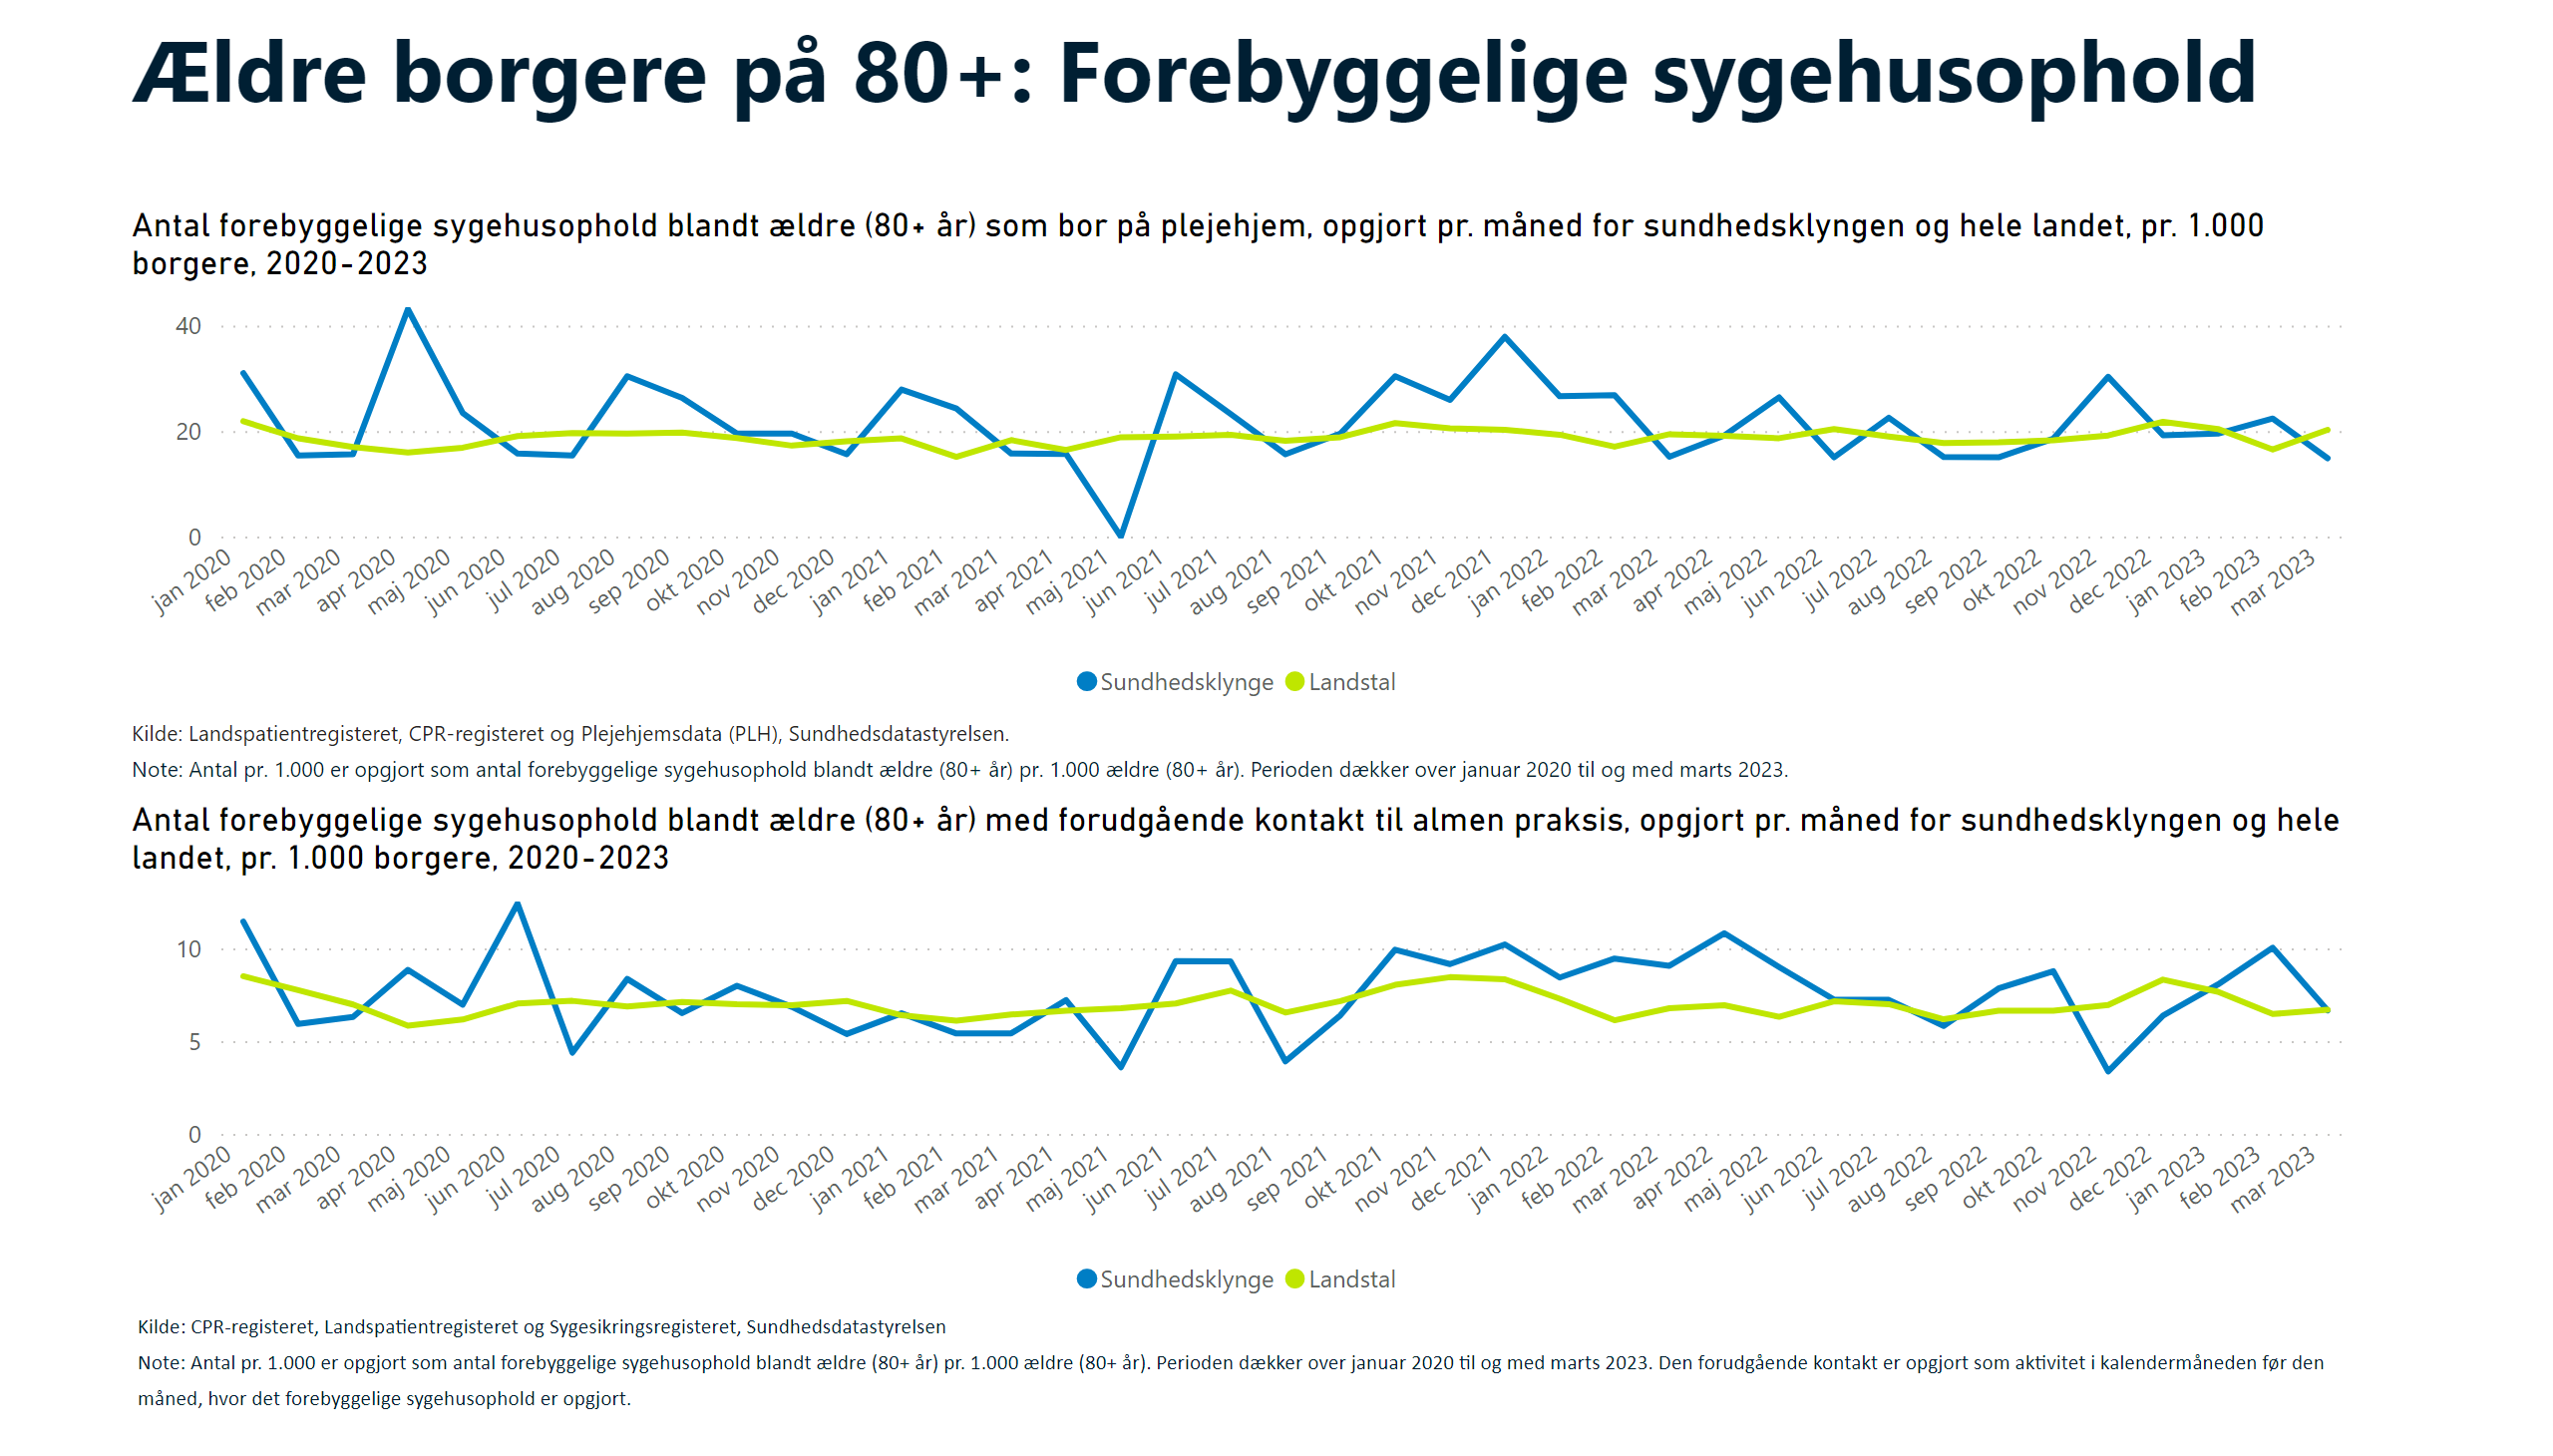 Ældre borgere på 80+: Forebyggelige sygehusophold
Antal forebyggelige sygehusophold blandt ældre (80+ år) som bor på plejehjem, opgjort pr. måned for sundhedsklyngen og hele landet, pr. 1.000
borgere, 2020-2023
40
20
0
jan 2020
feb 2020
mar 2020
apr 2020
maj 2020
jun 2020
jul 2020
aug 2020
sep 2020
okt 2020
nov 2020
dec 2020
jan 2021
feb 2021
mar 2021
apr 2021
maj 2021
jun 2021
jul 2021
aug 2021
sep 2021
okt 2021
nov 2021
dec 2021
jan 2022
feb 2022
mar 2022
apr 2022
maj 2022
jun 2022
jul 2022
aug 2022
sep 2022
okt 2022
nov 2022
dec 2022
jan 2023
feb 2023
mar 2023
Sundhedsklynge Landstal
Kilde: Landspatientregisteret, CPR-registeret og Plejehjemsdata (PLH), Sundhedsdatastyrelsen.
Note: Antal pr. 1.000 er opgjort som antal forebyggelige sygehusophold blandt ældre (80+ år) pr. 1.000 ældre (80+ år). Perioden dækker over januar 2020 til og med marts 2023.
Antal forebyggelige sygehusophold blandt ældre (80+ år) med forudgående kontakt til almen praksis, opgjort pr. måned for sundhedsklyngen og hele
landet, pr. 1.000 borgere, 2020-2023
10
5
0
jan 2020
feb 2020
mar 2020
apr 2020
maj 2020
jun 2020
jul 2020
aug 2020
sep 2020
okt 2020
nov 2020
dec 2020
jan 2021
feb 2021
mar 2021
apr 2021
maj 2021
jun 2021
jul 2021
aug 2021
sep 2021
okt 2021
nov 2021
dec 2021
jan 2022
feb 2022
mar 2022
apr 2022
maj 2022
jun 2022
jul 2022
aug 2022
sep 2022
okt 2022
nov 2022
dec 2022
jan 2023
feb 2023
mar 2023
Sundhedsklynge Landstal
Kilde: CPR-registeret, Landspatientregisteret og Sygesikringsregisteret, Sundhedsdatastyrelsen
Note: Antal pr. 1.000 er opgjort som antal forebyggelige sygehusophold blandt ældre (80+ år) pr. 1.000 ældre (80+ år). Perioden dækker over januar 2020 til og med marts 2023. Den forudgående kontakt er opgjort som aktivitet i kalendermåneden før den
måned, hvor det forebyggelige sygehusophold er opgjort.